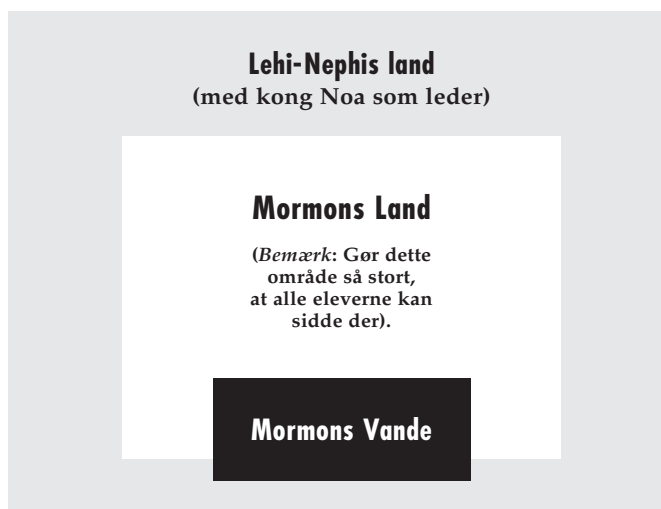 Lehi-Nephis land
(med kong Noa som leder)
Mormons Land
(Bemærk: Gør dette
område så stort,
at alle eleverne kan
sidde der).
Mormons Vande